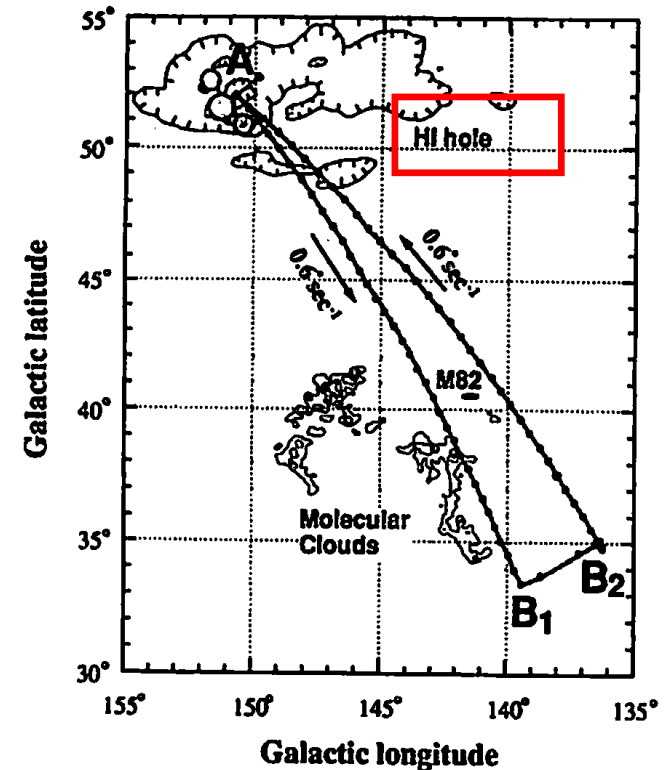 55°
A
HI hole
50°
0.6° sec⁻¹
0.6° sec⁻¹
45°
M82
40°
Molecular
Clouds
35°
B₂
B₁
30°
155°
150°
145°
140°
135°
Galactic latitude
Galactic longitude